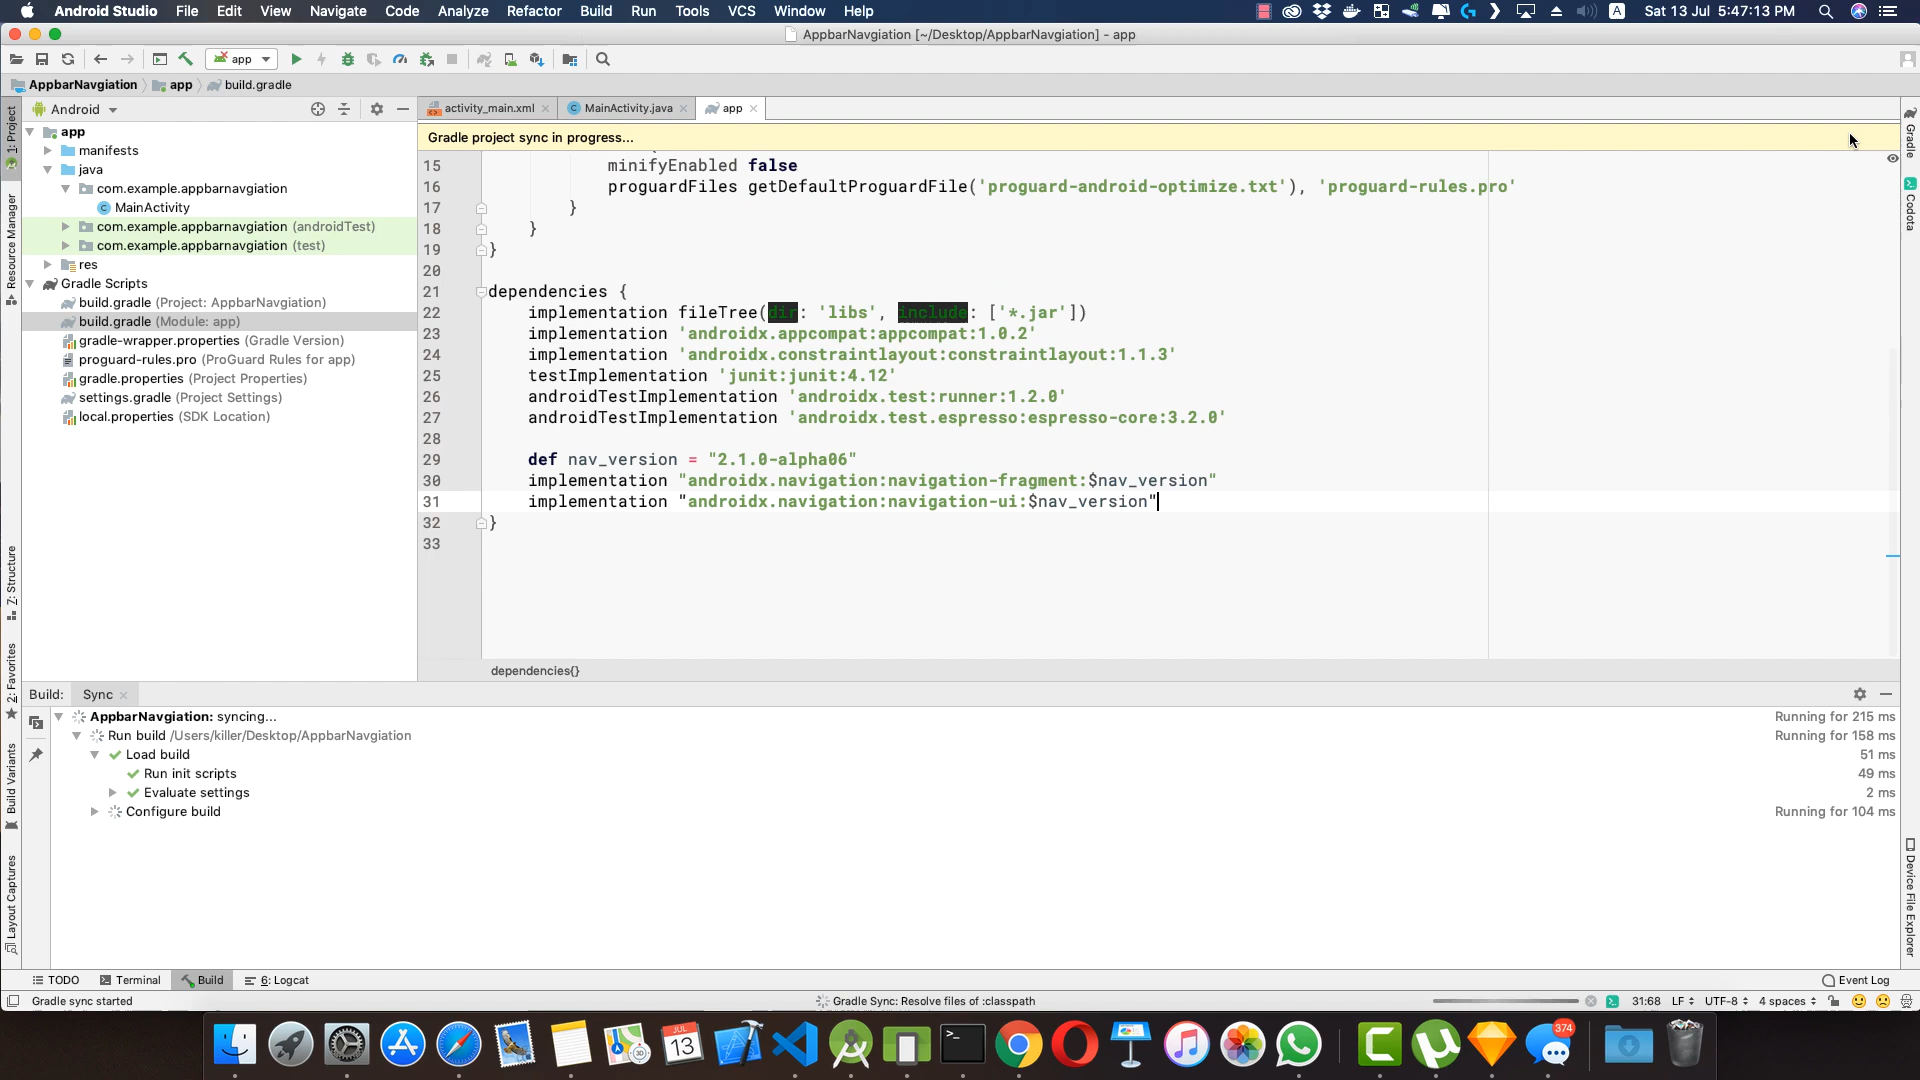 Android Studio File Edit View Navigate Code Analyze Refactor Build Run Tools VCS Window Help A Sat 13 Jul 5:47:13 PM
AppbarNavgiation [~/Desktop/AppbarNavgiation] - app
app
AppbarNavgiation app build.gradle
1: Project
Resource Manager
Z: Structure
2: Favorites
Build Variants
Layout Captures
Android
app
manifests
java
com.example.appbarnavgiation
MainActivity
com.example.appbarnavgiation (androidTest)
com.example.appbarnavgiation (test)
res
Gradle Scripts
build.gradle (Project: AppbarNavgiation)
build.gradle (Module: app)
gradle-wrapper.properties (Gradle Version)
proguard-rules.pro (ProGuard Rules for app)
gradle.properties (Project Properties)
settings.gradle (Project Settings)
local.properties (SDK Location)
activity_main.xml MainActivity.java app
Gradle project sync in progress...
15 minifyEnabled false
16 proguardFiles getDefaultProguardFile('proguard-android-optimize.txt'), 'proguard-rules.pro'
17 }
18 }
19 }
20
21 dependencies {
22 implementation fileTree(dir: 'libs', include: ['*.jar'])
23 implementation 'androidx.appcompat:appcompat:1.0.2'
24 implementation 'androidx.constraintlayout:constraintlayout:1.1.3'
25 testImplementation 'junit:junit:4.12'
26 androidTestImplementation 'androidx.test:runner:1.2.0'
27 androidTestImplementation 'androidx.test.espresso:espresso-core:3.2.0'
28
29 def nav_version = "2.1.0-alpha06"
30 implementation "androidx.navigation:navigation-fragment:$nav_version"
31 implementation "androidx.navigation:navigation-ui:$nav_version"
32 }
33
dependencies{}
Gradle
Codota
Device File Explorer
Build: Sync
AppbarNavgiation: syncing... Running for 215 ms
Run build /Users/killer/Desktop/AppbarNavgiation Running for 158 ms
Load build 51 ms
Run init scripts 49 ms
Evaluate settings 2 ms
Configure build Running for 104 ms
TODO Terminal Build 6: Logcat Event Log
Gradle sync started Gradle Sync: Resolve files of :classpath 31:68 LF UTF-8 4 spaces
JUL
13
3D
374